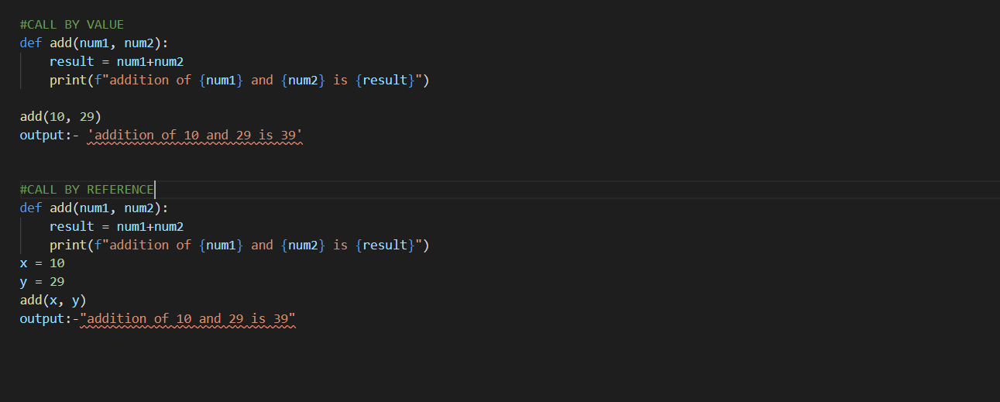 #CALL BY VALUE
def add(num1, num2):
    result = num1+num2
    print(f"addition of {num1} and {num2} is {result}")
add(10, 29)
output:- 'addition of 10 and 29 is 39'
#CALL BY REFERENCE
def add(num1, num2):
    result = num1+num2
    print(f"addition of {num1} and {num2} is {result}")
x = 10
y = 29
add(x, y)
output:-"addition of 10 and 29 is 39"